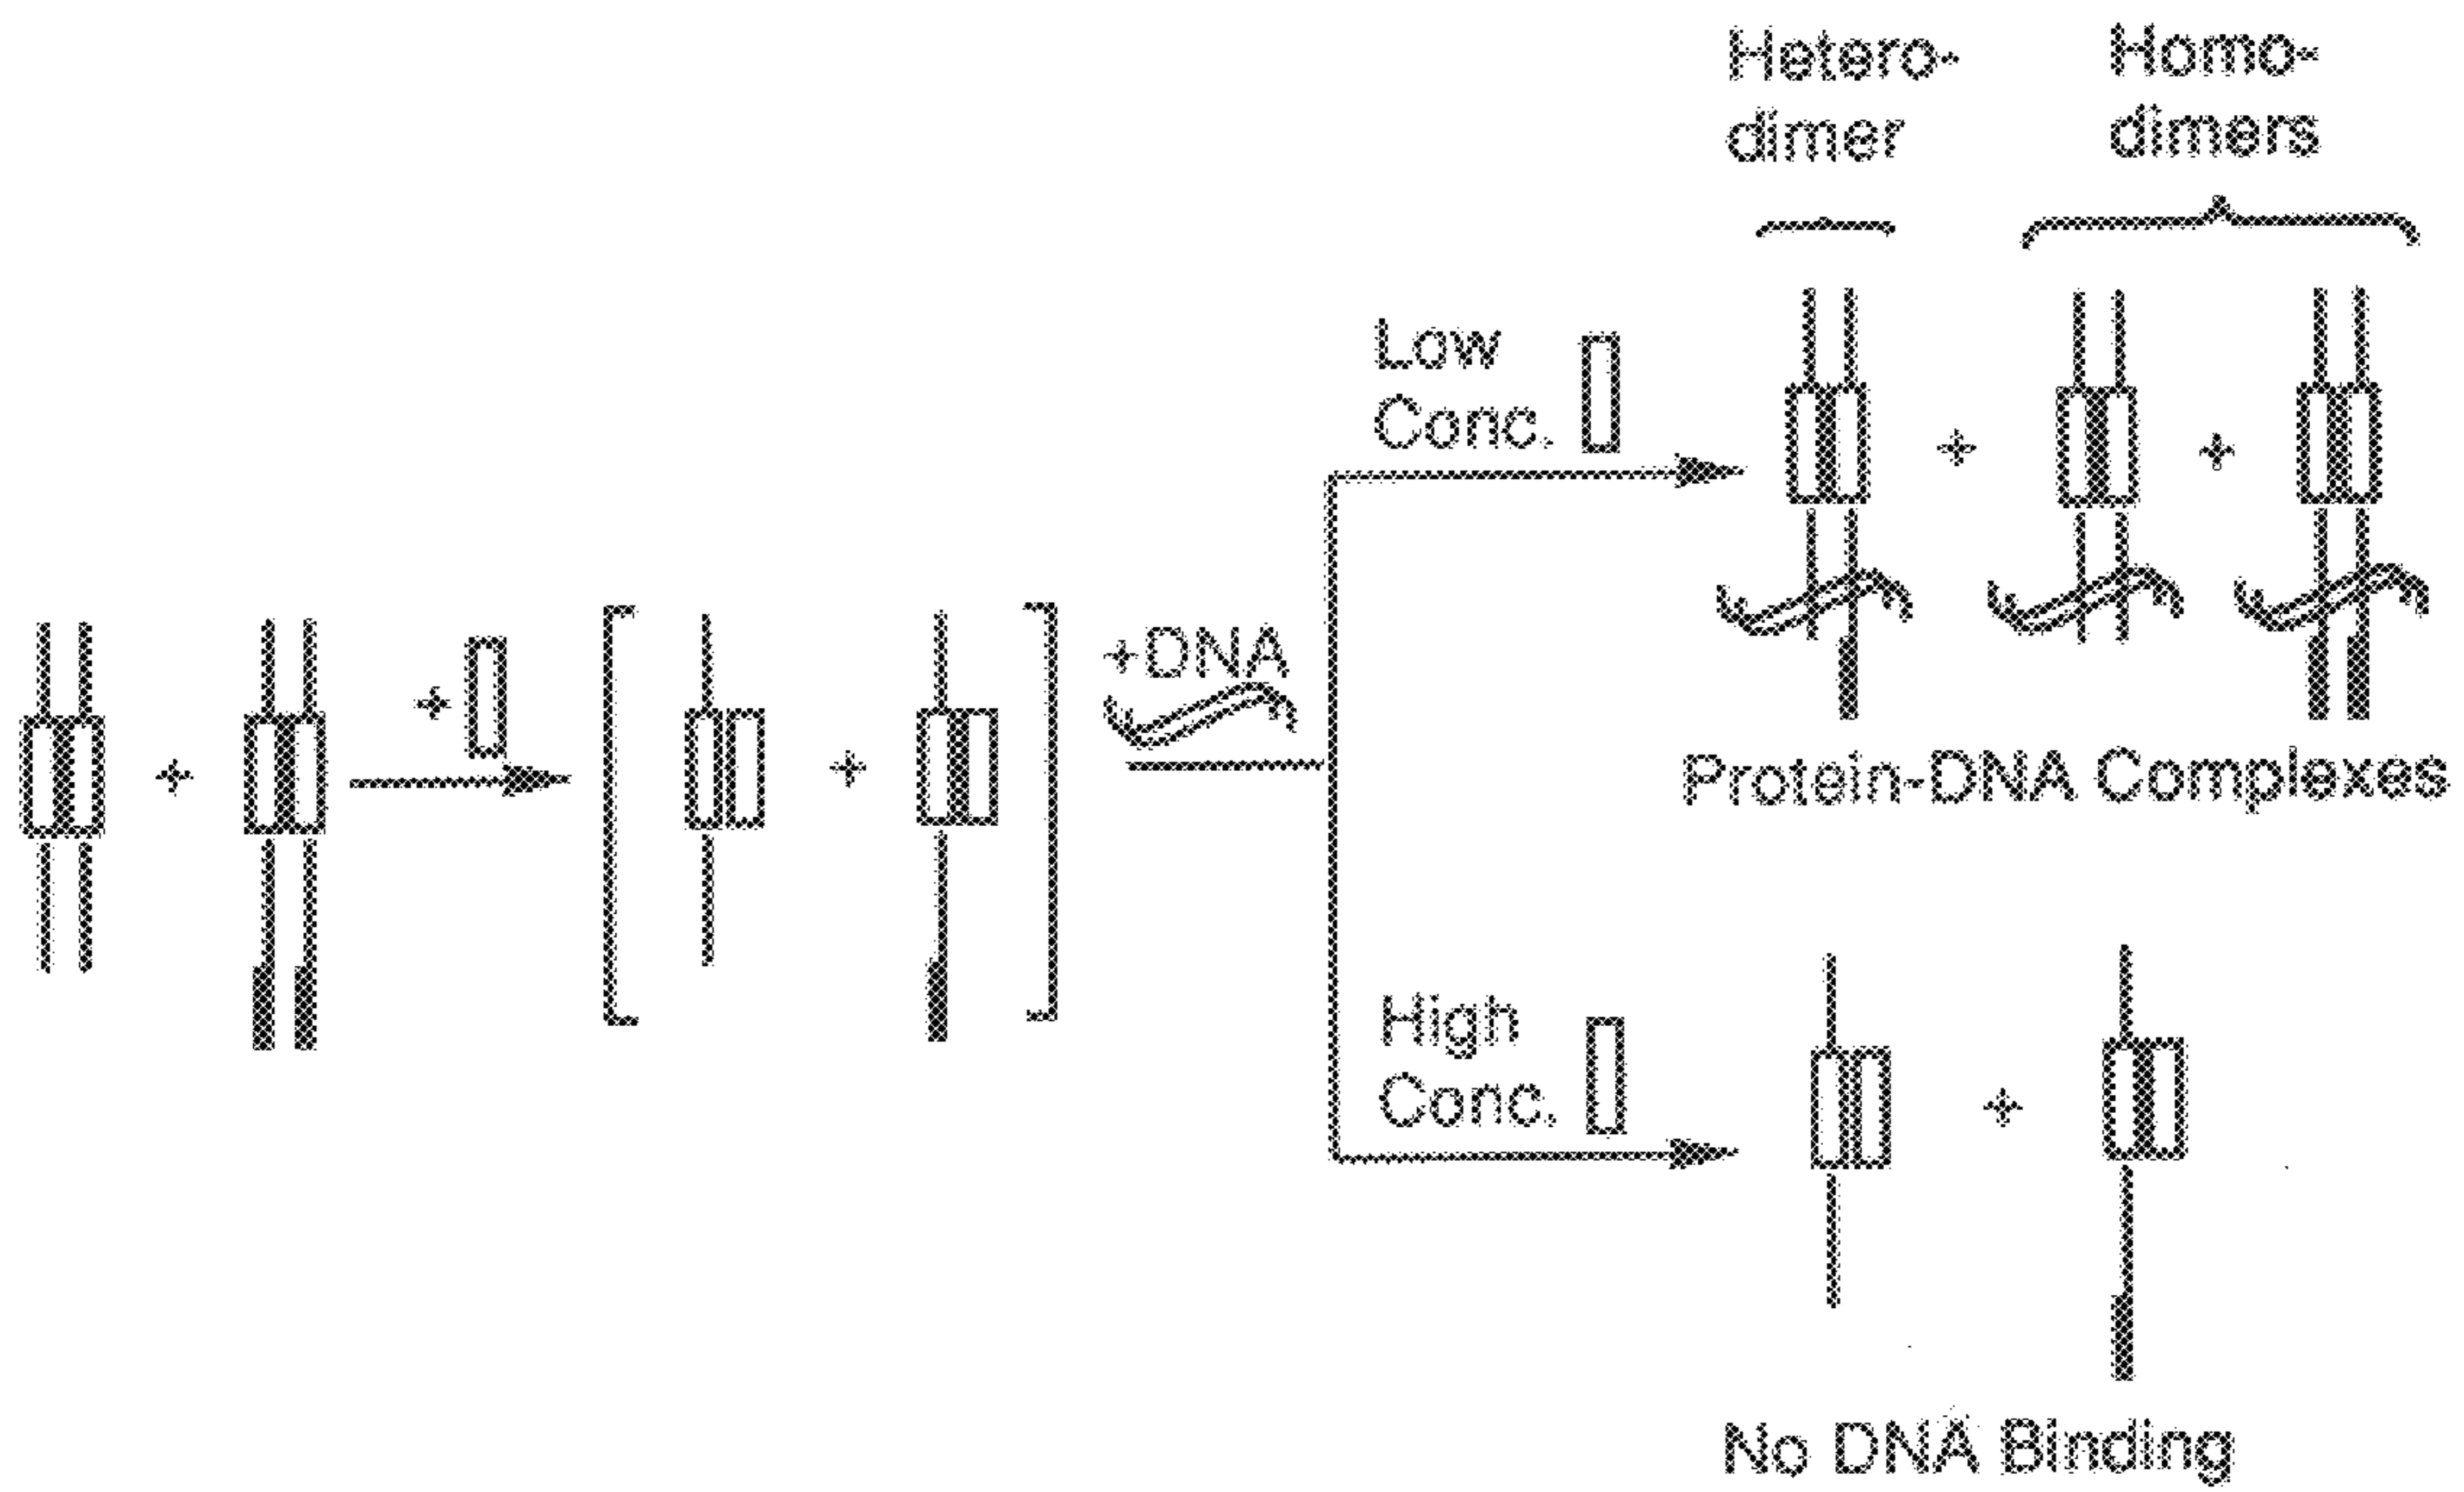 Hetero-
dimer
Homo-
dimers
Low
Conc.
+
+
+DNA
+
+
+
Protein-DNA Complexes
High
Conc.
+
No DNA Binding